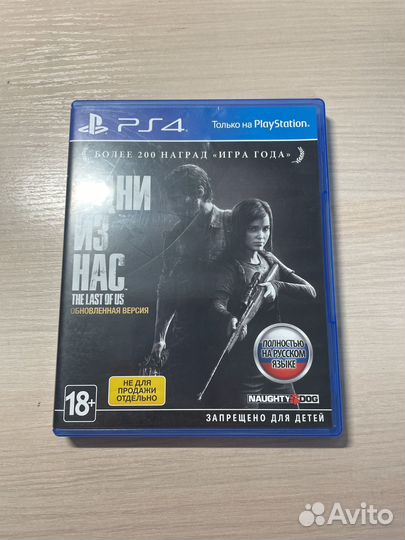 PS4
Только на PlayStation.
БОЛЕЕ 200 НАГРАД «ИГРА ГОДА»
ОДНИ
ИЗ
НАС
THE LAST OF US
ОБНОВЛЕННАЯ ВЕРСИЯ
ПОЛНОСТЬЮ
НА РУССКОМ
ЯЗЫКЕ
НЕ ДЛЯ
ПРОДАЖИ
ОТДЕЛЬНО
18+
NAUGHTY DOG
ЗАПРЕЩЕНО ДЛЯ ДЕТЕЙ
Avito